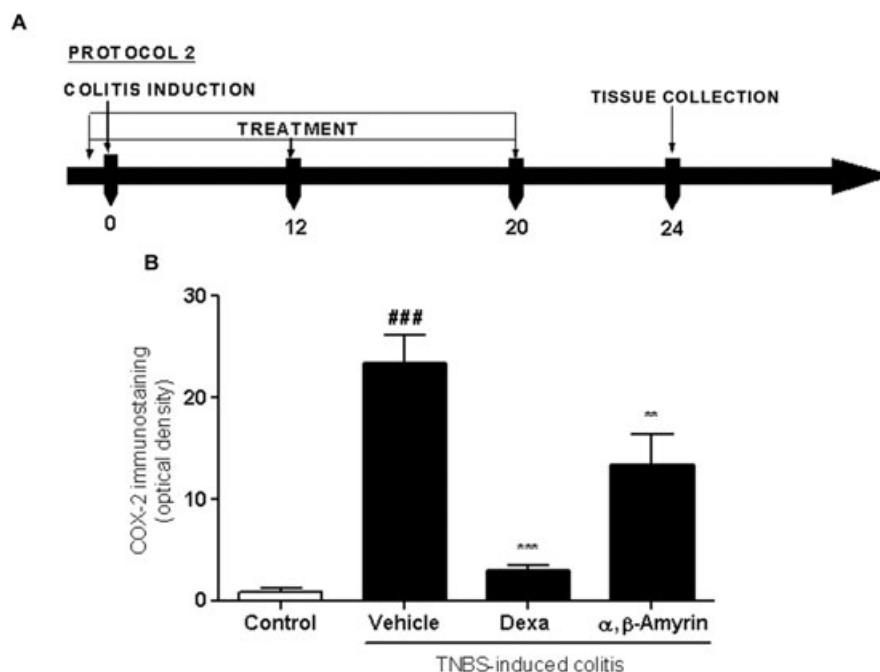 A
PROTOCOL 2
COLITIS INDUCTION
TREATMENT
TISSUE COLLECTION
0 12 20 24
B
COX-2 immunostaining
(optical density)
30
20
10
0
###
***
**
Control Vehicle Dexa α,β-Amyrin
TNBS-induced colitis